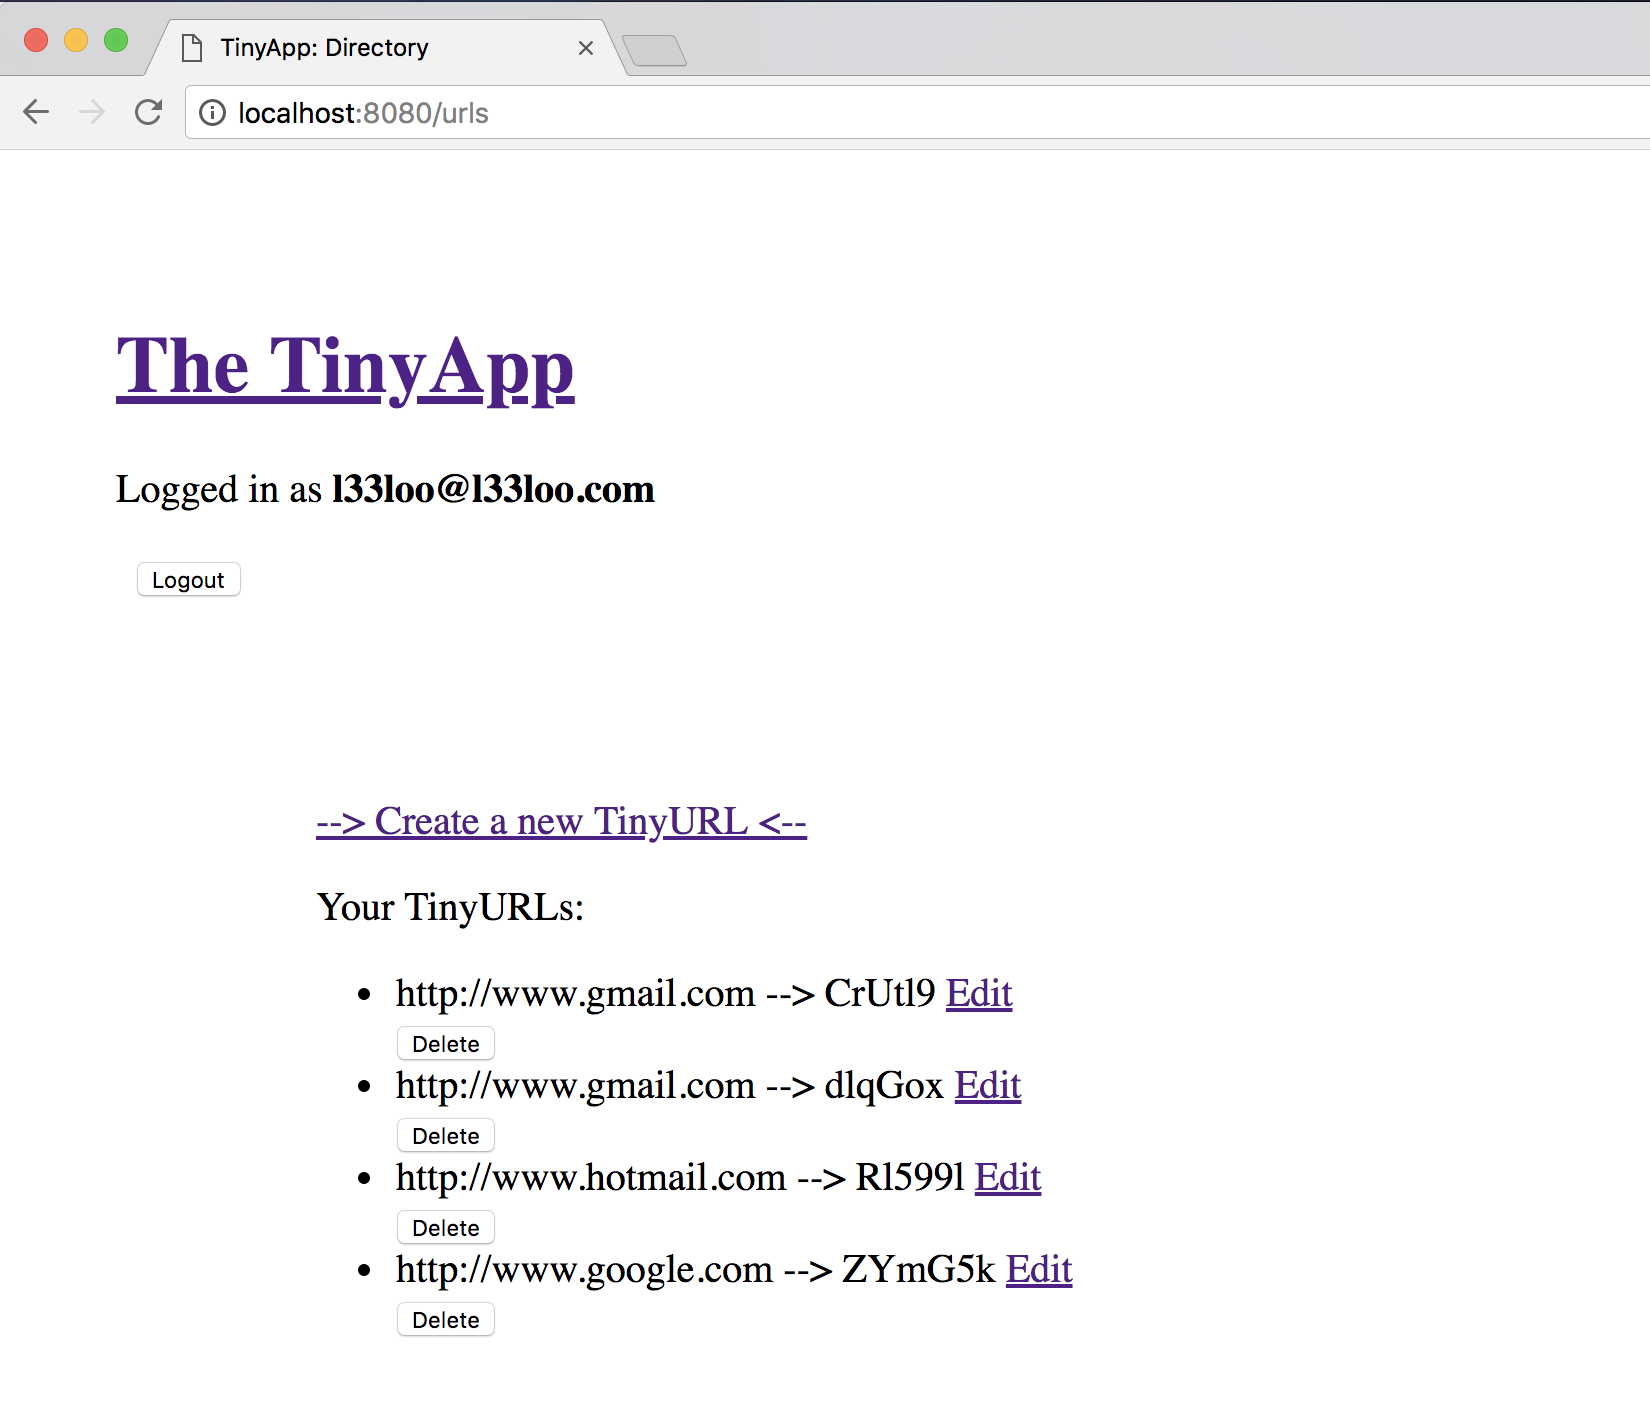 TinyApp: Directory
localhost:8080/urls
The TinyApp
Logged in as l33loo@l33loo.com
Logout
--> Create a new TinyURL <--
Your TinyURLs:
• http://www.gmail.com --> CrUtl9 Edit
Delete
• http://www.gmail.com --> dlqGox Edit
Delete
• http://www.hotmail.com --> Rl599l Edit
Delete
• http://www.google.com --> ZYmG5k Edit
Delete